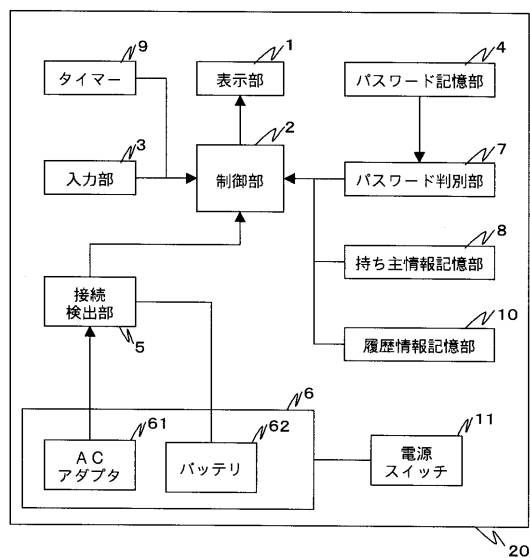 9
タイマー
1
表示部
4
パスワード記憶部
3
入力部
2
制御部
7
パスワード判別部
8
持ち主情報記憶部
接続
検出部
5
10
履歴情報記憶部
6
61
AC
アダプタ
62
バッテリ
11
電源
スイッチ
20